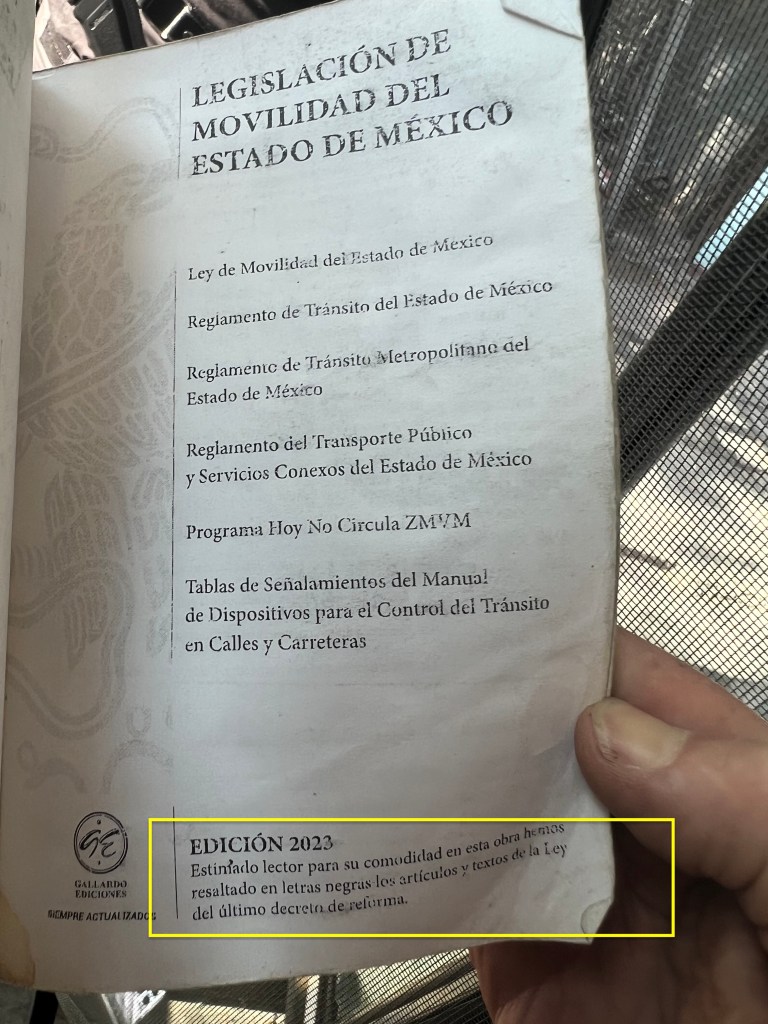 LEGISLACIÓN DE
MOVILIDAD DEL
ESTADO DE MÉXICO
Ley de Movilidad del Estado de México
Reglamento de Tránsito del Estado de México
Reglamento de Tránsito Metropolitano del
Estado de México
Reglamento del Transporte Público
y Servicios Conexos del Estado de México
Programa Hoy No Circula ZMVM
Tablas de Señalamientos del Manual
de Dispositivos para el Control del Tránsito
en Calles y Carreteras
EDICIÓN 2023
Estimado lector para su comodidad en esta obra hemos
resaltado en letras negras los artículos y textos de la Ley
del último decreto de reforma.
GE
GALLARDO
EDICIONES
SIEMPRE ACTUALIZADOS